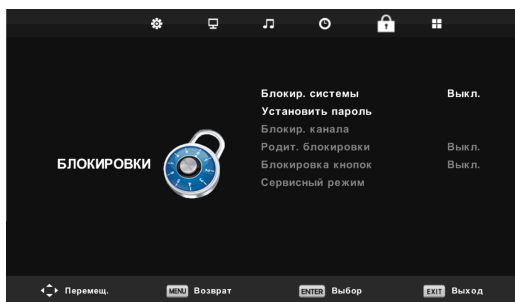 Блокир. системы Выкл.
Установить пароль
Блокир. канала
Родит. блокировки Выкл.
БЛОКИРОВКИ
Блокировка кнопок Выкл.
Сервисный режим
Перемещ. MENU Возврат ENTER Выбор EXIT Выход